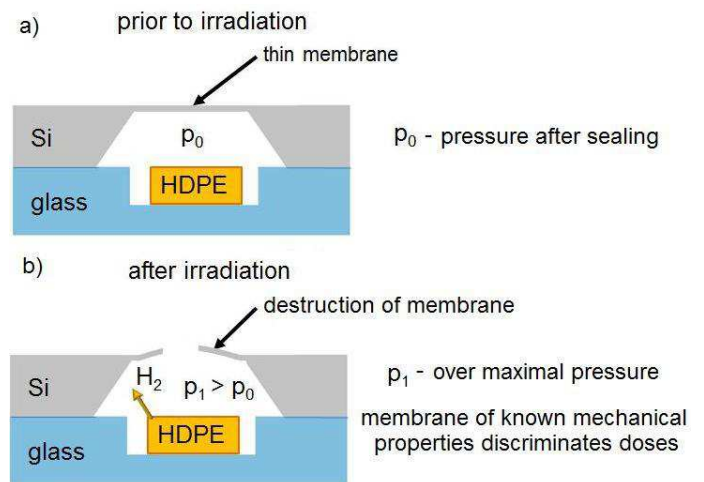 a)
prior to irradiation
thin membrane
Si
p₀
p₀ - pressure after sealing
HDPE
glass
b)
after irradiation
destruction of membrane
Si
H₂
p₁ > p₀
p₁ - over maximal pressure
membrane of known mechanical
properties discriminates doses
HDPE
glass